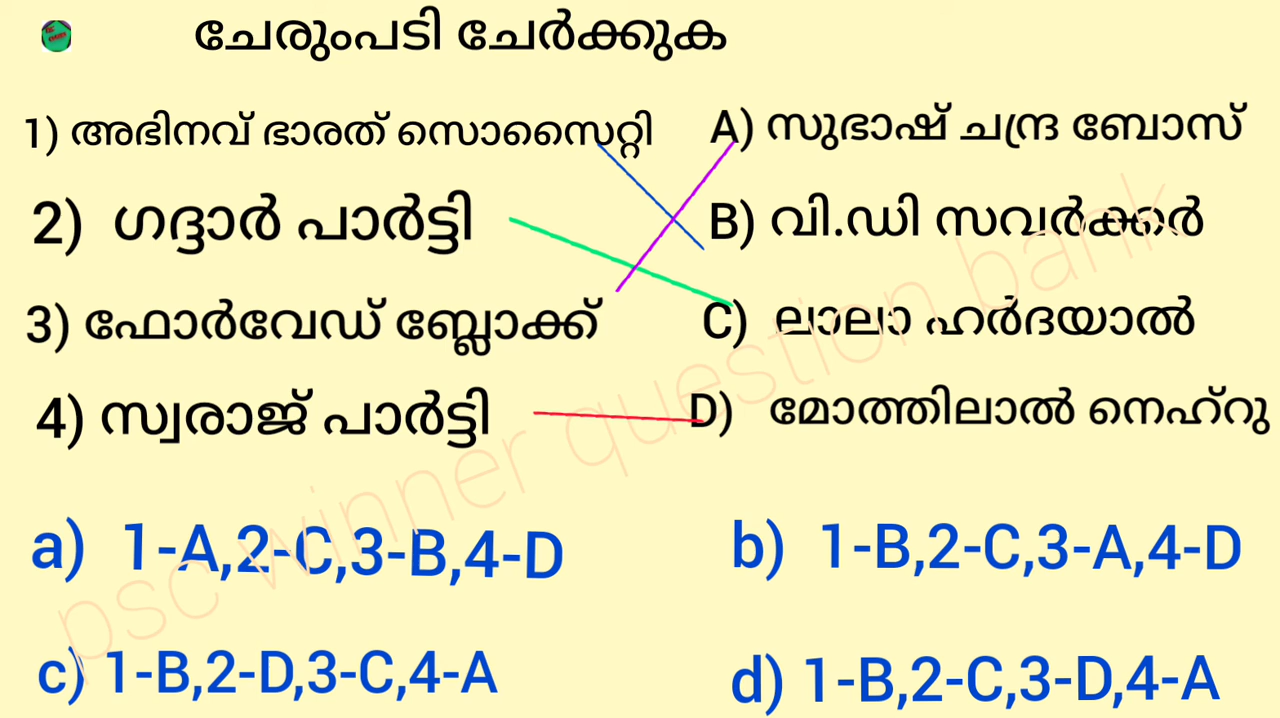 ചേരുംപടി ചേർക്കുക
1) അഭിനവ് ഭാരത് സൊസൈറ്റി
A) സുഭാഷ് ചന്ദ്ര ബോസ്
2) ഗദ്ദാർ പാർട്ടി
B) വി.ഡി സവർക്കർ
3) ഫോർവേഡ് ബ്ലോക്ക്
C) ലാലാ ഹർദയാൽ
4) സ്വരാജ് പാർട്ടി
D) മോത്തിലാൽ നെഹ്റു
a) 1-A,2-C,3-B,4-D
b) 1-B,2-C,3-A,4-D
c) 1-B,2-D,3-C,4-A
d) 1-B,2-C,3-D,4-A
psc winner question bank